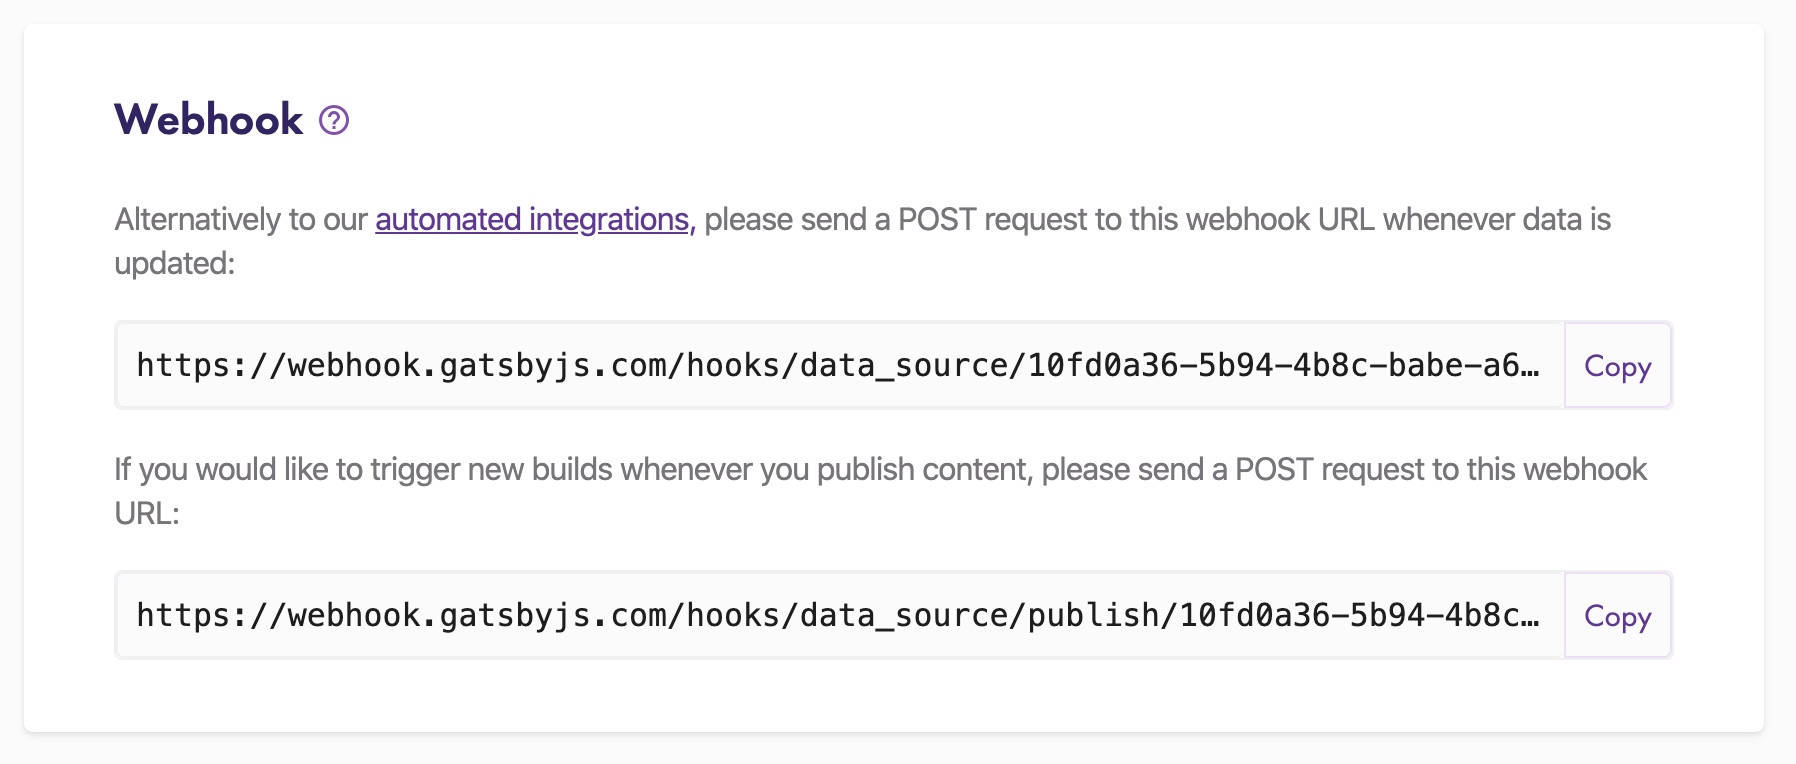 Webhook ?
Alternatively to our automated integrations, please send a POST request to this webhook URL whenever data is
updated:
https://webhook.gatsbyjs.com/hooks/data_source/10fd0a36-5b94-4b8c-babe-a6… Copy
If you would like to trigger new builds whenever you publish content, please send a POST request to this webhook
URL:
https://webhook.gatsbyjs.com/hooks/data_source/publish/10fd0a36-5b94-4b8c… Copy